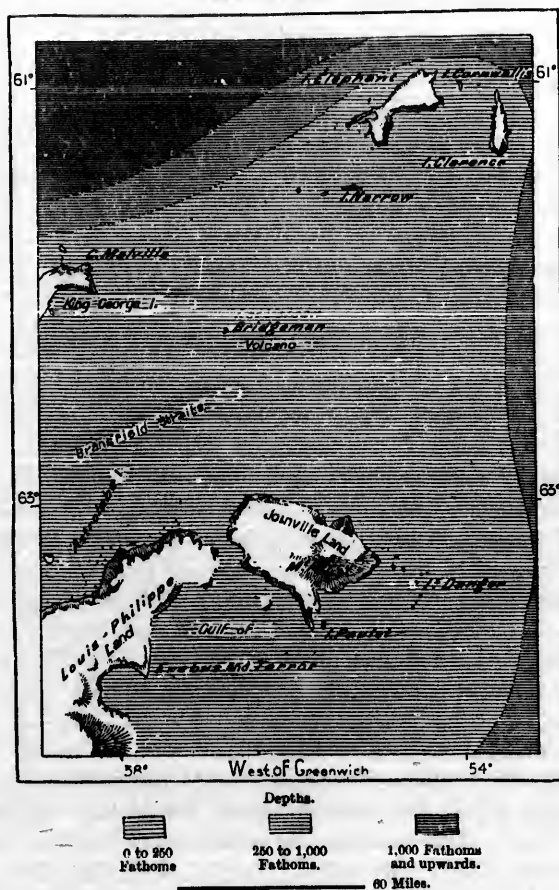 61°
61°
I. Elephant
I. Cornwallis
I. Clarence
I. Narrow
C. Melville
King George I.
Bridgeman
Volcano
Bransfield Straits
Astrolabe I.
63°
63°
Joinville Land
Louis-Philippe
Land
Is Danger
I. Paulet
Gulf of
Erebus and Terror
58°
West of Greenwich
54°
Depths.
0 to 250
Fathoms
250 to 1,000
Fathoms.
1,000 Fathoms
and upwards.
60 Miles.